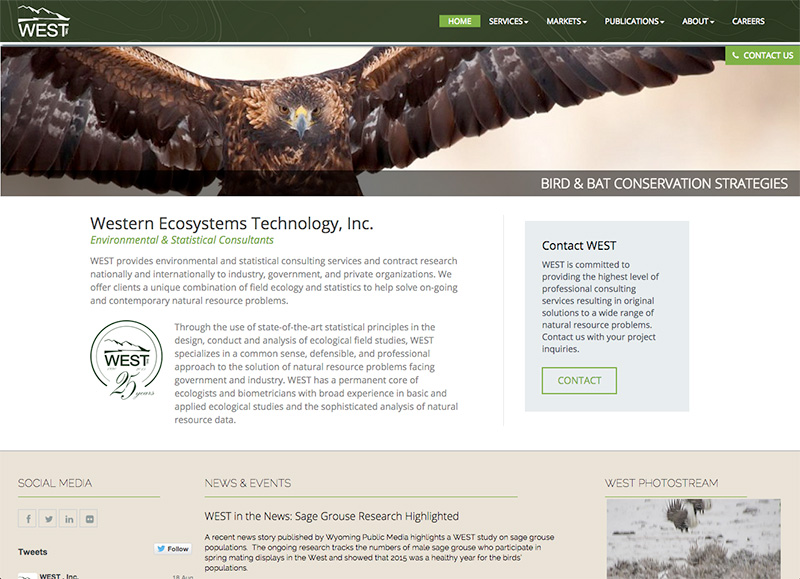 WEST
HOME SERVICES MARKETS PUBLICATIONS ABOUT CAREERS
CONTACT US
BIRD & BAT CONSERVATION STRATEGIES
Western Ecosystems Technology, Inc.
Environmental & Statistical Consultants
WEST provides environmental and statistical consulting services and contract research
nationally and internationally to industry, government, and private organizations. We
offer clients a unique combination of field ecology and statistics to help solve on-going
and contemporary natural resource problems.
WEST
25 years
Through the use of state-of-the-art statistical principles in the
design, conduct and analysis of ecological field studies, WEST
specializes in a common sense, defensible, and professional
approach to the solution of natural resource problems facing
government and industry. WEST has a permanent core of
ecologists and biometricians with broad experience in basic and
applied ecological studies and the sophisticated analysis of natural
resource data.
Contact WEST
WEST is committed to
providing the highest level of
professional consulting
services resulting in original
solutions to a wide range of
natural resource problems.
Contact us with your project
inquiries.
CONTACT
SOCIAL MEDIA
Tweets
Follow
WEST , Inc.
18 Aug
NEWS & EVENTS
WEST in the News: Sage Grouse Research Highlighted
A recent news story published by Wyoming Public Media highlights a WEST study on sage grouse
populations. The ongoing research tracks the numbers of male sage grouse who participate in
spring mating displays in the West and showed that 2015 was a healthy year for the birds'
populations.
WEST PHOTOSTREAM